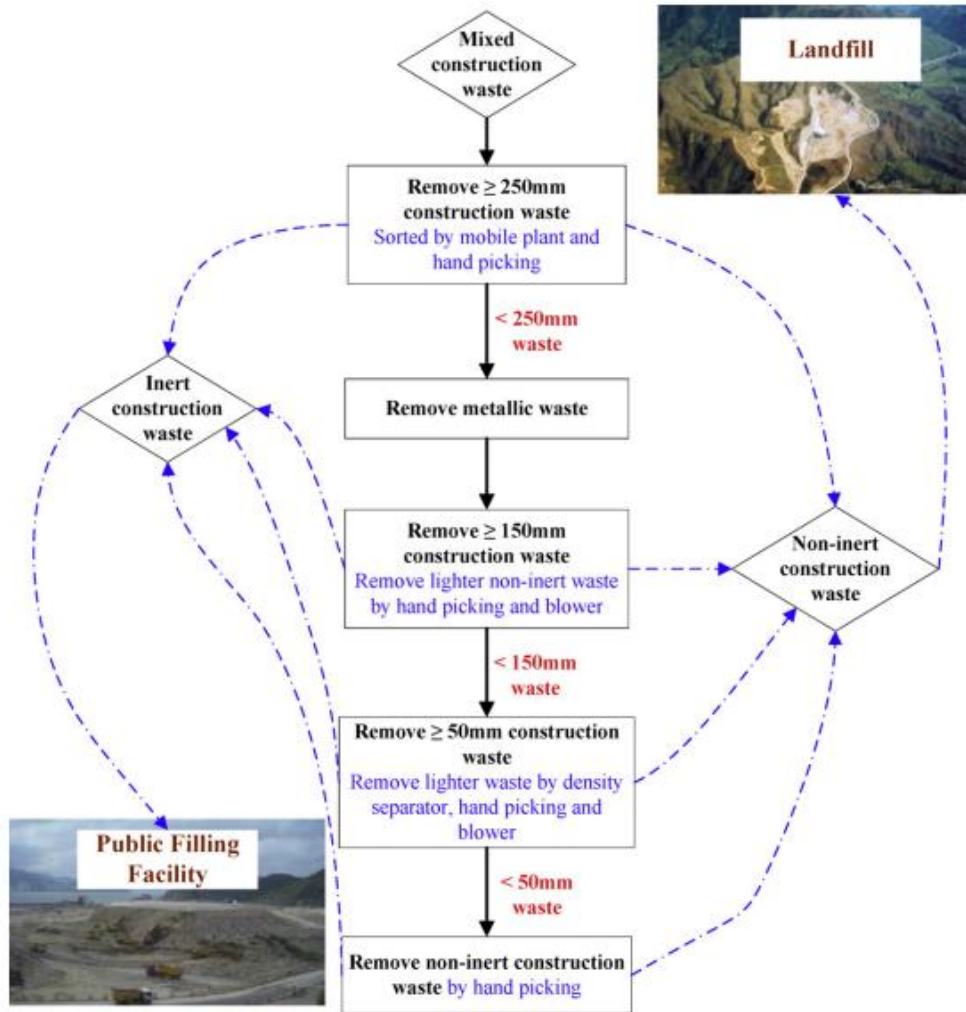 Mixed
construction
waste
Landfill
Remove ≥ 250mm
construction waste
Sorted by mobile plant and
hand picking
< 250mm
waste
Inert
construction
waste
Remove metallic waste
Remove ≥ 150mm
construction waste
Remove lighter non-inert waste
by hand picking and blower
Non-inert
construction
waste
< 150mm
waste
Remove ≥ 50mm construction
waste
Remove lighter waste by density
separator, hand picking and
blower
Public Filling
Facility
< 50mm
waste
Remove non-inert construction
waste by hand picking